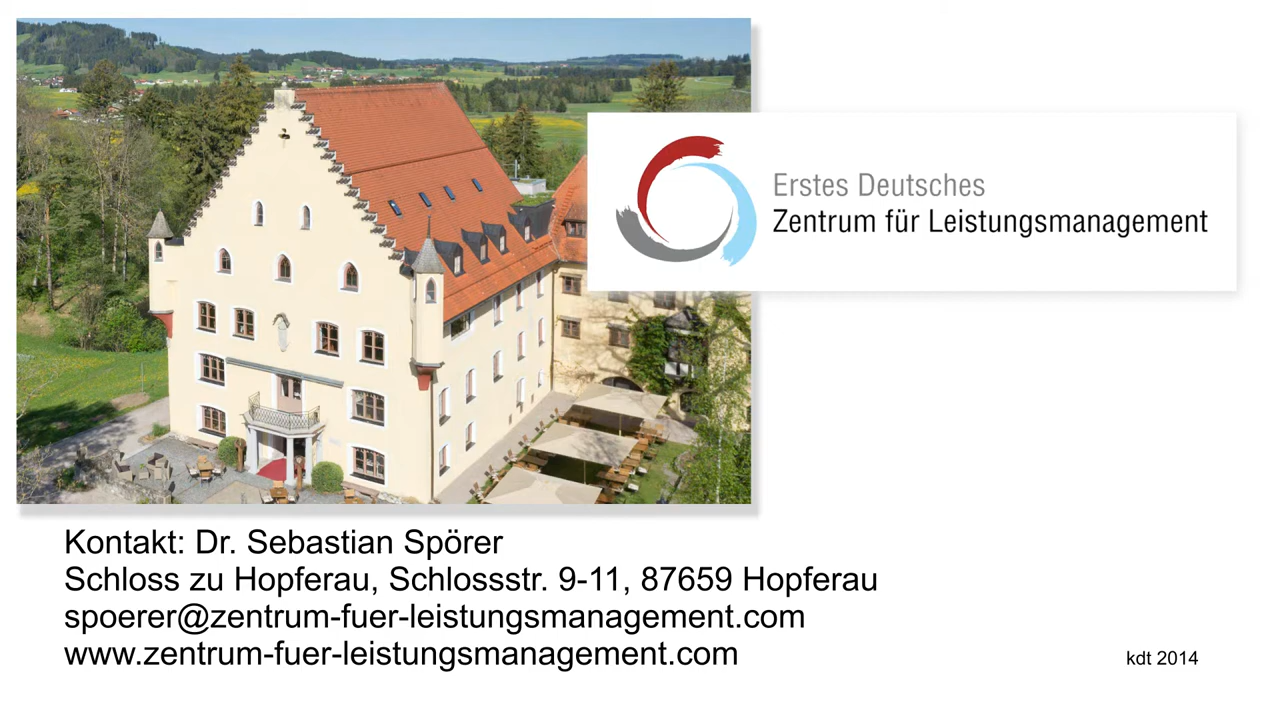 Erstes Deutsches
Zentrum für Leistungsmanagement
Kontakt: Dr. Sebastian Spörer
Schloss zu Hopferau, Schlossstr. 9-11, 87659 Hopferau
spoerer@zentrum-fuer-leistungsmanagement.com
www.zentrum-fuer-leistungsmanagement.com
kdt 2014